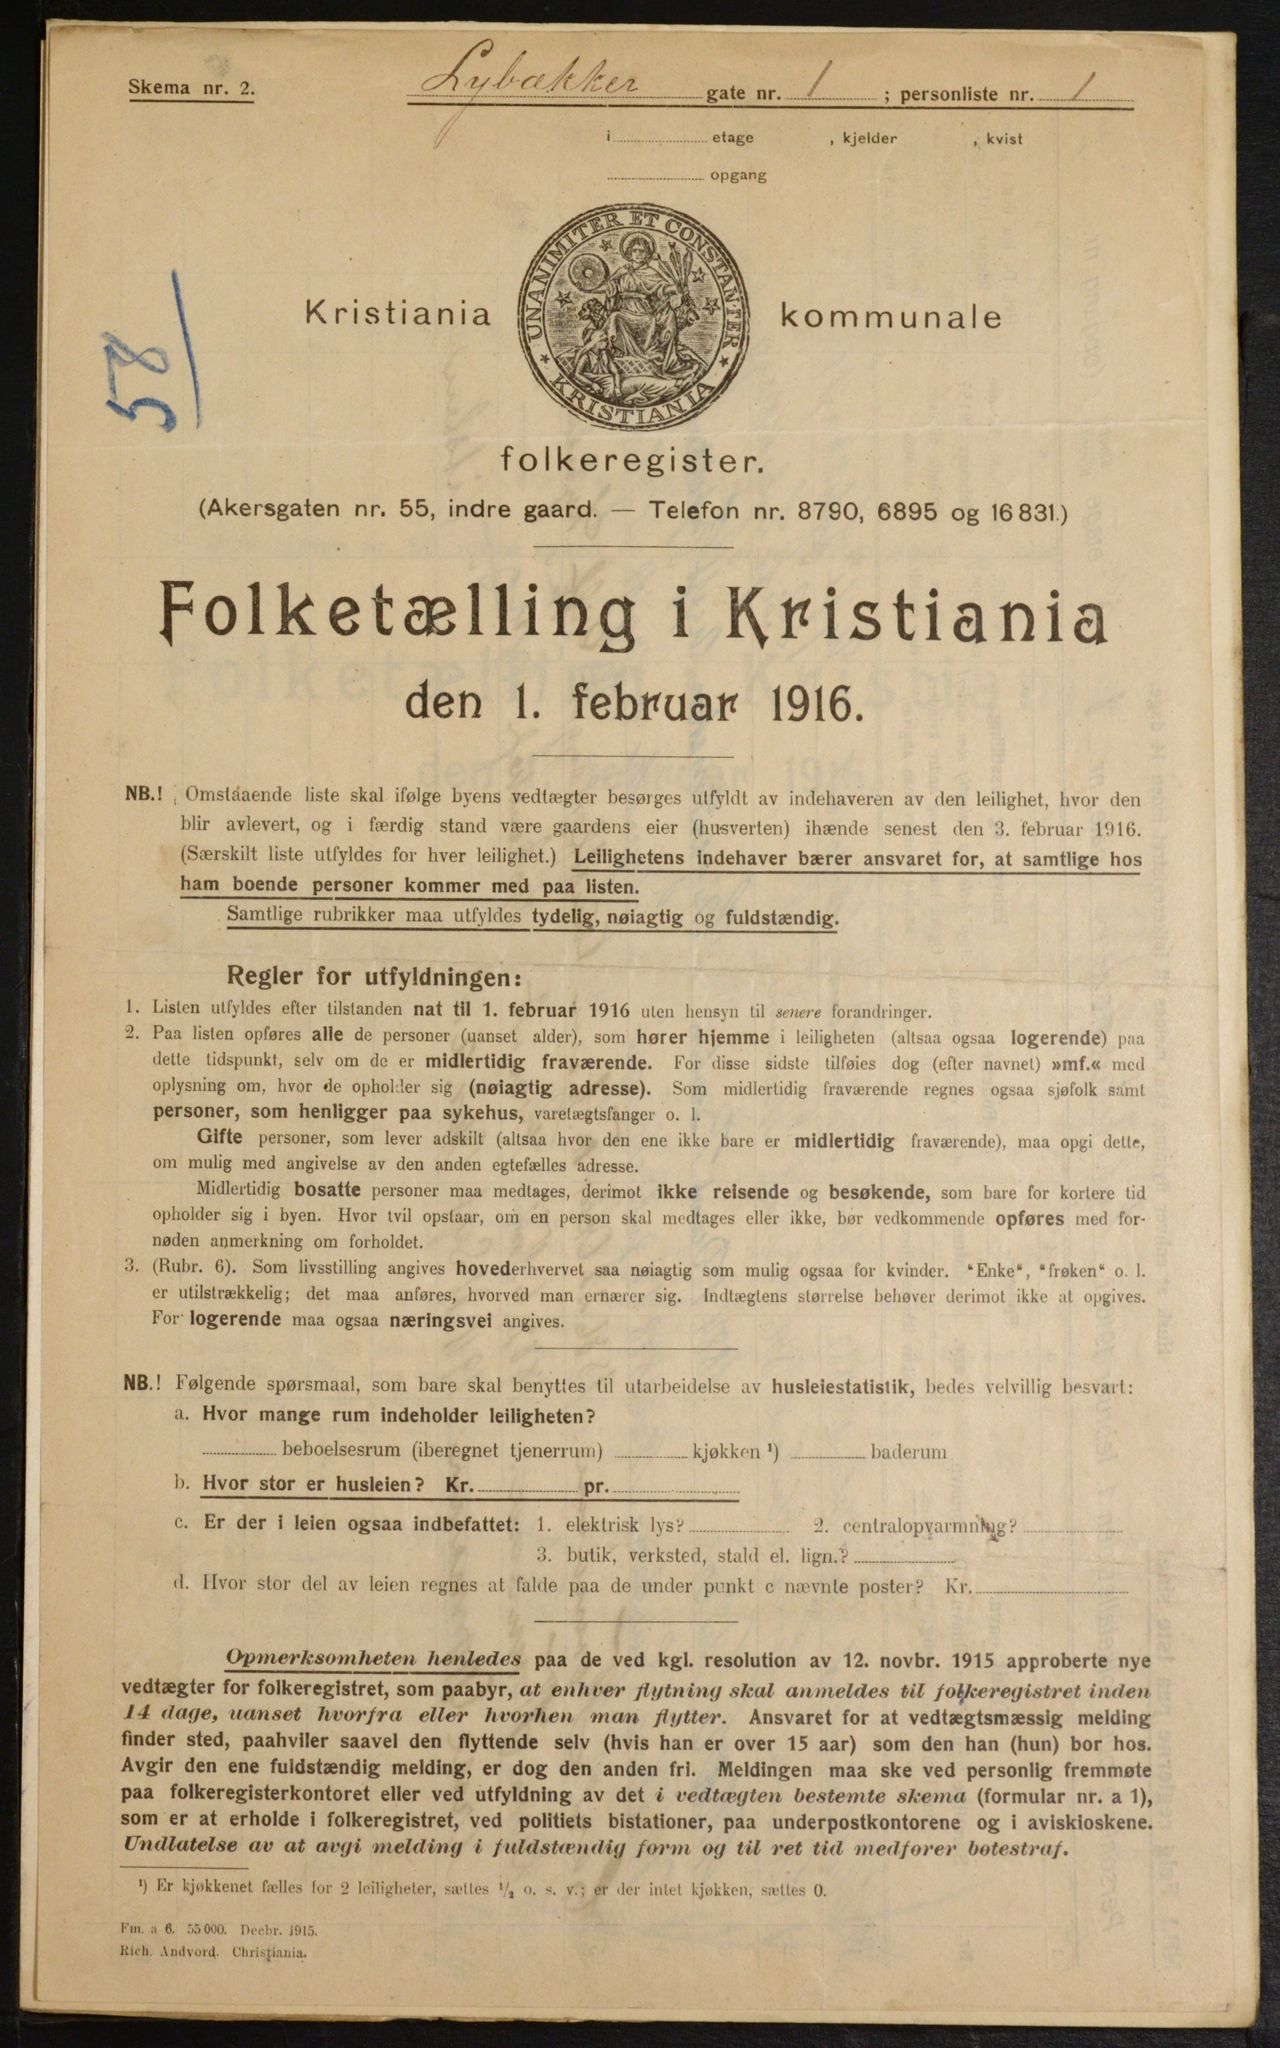 Skema nr. 2.
Lybækker gate nr. 1 ; personliste nr. 1
i etage , kjelder , kvist
opgang
UNANIMITER ET CONSTANTER
KRISTIANIA
58
Kristiania kommunale
folkeregister.
(Akersgaten nr. 55, indre gaard. — Telefon nr. 8790, 6895 og 16 831.)
Folketælling i Kristiania
den 1. februar 1916.
NB.! Omstaaende liste skal ifølge byens vedtægter besørges utfyldt av indehaveren av den leilighet, hvor den
blir avlevert, og i færdig stand være gaardens eier (husverten) ihænde senest den 3. februar 1916.
(Særskilt liste utfyldes for hver leilighet.) Leilighetens indehaver bærer ansvaret for, at samtlige hos
ham boende personer kommer med paa listen.
Samtlige rubrikker maa utfyldes tydelig, nøiagtig og fuldstændig.
Regler for utfyldningen:
1. Listen utfyldes efter tilstanden nat til 1. februar 1916 uten hensyn til senere forandringer.
2. Paa listen opføres alle de personer (uanset alder), som hører hjemme i leiligheten (altsaa ogsaa logerende) paa
dette tidspunkt, selv om de er midlertidig fraværende. For disse sidste tilføies dog (efter navnet) »mf.« med
oplysning om, hvor de opholder sig (nøiagtig adresse). Som midlertidig fraværende regnes ogsaa sjøfolk samt
personer, som henligger paa sykehus, varetægtsfanger o. l.
Gifte personer, som lever adskilt (altsaa hvor den ene ikke bare er midlertidig fraværende), maa opgi dette,
om mulig med angivelse av den anden egtefælles adresse.
Midlertidig bosatte personer maa medtages, derimot ikke reisende og besøkende, som bare for kortere tid
opholder sig i byen. Hvor tvil opstaar, om en person skal medtages eller ikke, bør vedkommende opføres med for-
nøden anmerkning om forholdet.
3. (Rubr. 6). Som livsstilling angives hovederhvervet saa nøiagtig som mulig ogsaa for kvinder. "Enke", "frøken" o. l.
er utilstrækkelig; det maa anføres, hvorved man ernærer sig. Indtægtens størrelse behøver derimot ikke at opgives.
For logerende maa ogsaa næringsvei angives.
NB.! Følgende spørsmaal, som bare skal benyttes til utarbeidelse av husleiestatistik, bedes velvillig besvart:
a. Hvor mange rum indeholder leiligheten?
beboelsesrum (iberegnet tjenerrum) kjøkken ¹) baderum
b. Hvor stor er husleien? Kr. pr.
c. Er der i leien ogsaa indbefattet: 1. elektrisk lys? 2. centralopvarmning?
3. butik, verksted, stald el. lign.?
d. Hvor stor del av leien regnes at falde paa de under punkt c nævnte poster? Kr.
Opmerksomheten henledes paa de ved kgl. resolution av 12. novbr. 1915 approberte nye
vedtægter for folkeregistret, som paabyr, at enhver flytning skal anmeldes til folkeregistret inden
14 dage, uanset hvorfra eller hvorhen man flytter. Ansvaret for at vedtægtsmæssig melding
finder sted, paahviler saavel den flyttende selv (hvis han er over 15 aar) som den han (hun) bor hos.
Avgir den ene fuldstændig melding, er dog den anden fri. Meldingen maa ske ved personlig fremmøte
paa folkeregisterkontoret eller ved utfyldning av det i vedtægten bestemte skema (formular nr. a 1),
som er at erholde i folkeregistret, ved politiets bistationer, paa underpostkontorene og i aviskioskene.
Undlatelse av at avgi melding i fuldstændig form og til ret tid medfører bøtestraf.
¹) Er kjøkkenet fælles for 2 leiligheter, sættes ½ o. s. v.; er der intet kjøkken, sættes 0.
Fm. a 6. 55 000. Decbr. 1915.
Rich. Andvord. Christiania.